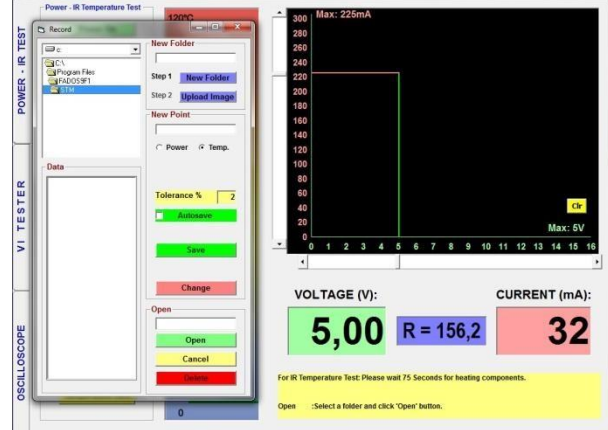 POWER - IR TEST
VI TESTER
OSCILLOSCOPE
Power - IR Temperature Test
120°C
Record
c:
C:\
Program Files
FADOS9F1
STM
Data
New Folder
Step 1 New Folder
Step 2 Upload Image
New Point
Power Temp.
Tolerance % 2
Autosave
Save
Change
Open
Open
Cancel
Delete
0
Max: 225mA
300
280
260
240
220
200
180
160
140
120
100
80
60
40
20
0
Clr
Max: 5V
0 1 2 3 4 5 6 7 8 9 10 11 12 13 14 15 16
VOLTAGE (V): CURRENT (mA):
5,00 R = 156,2 32
For IR Temperature Test: Please wait 75 Seconds for heating components.
Open :Select a folder and click 'Open' button.